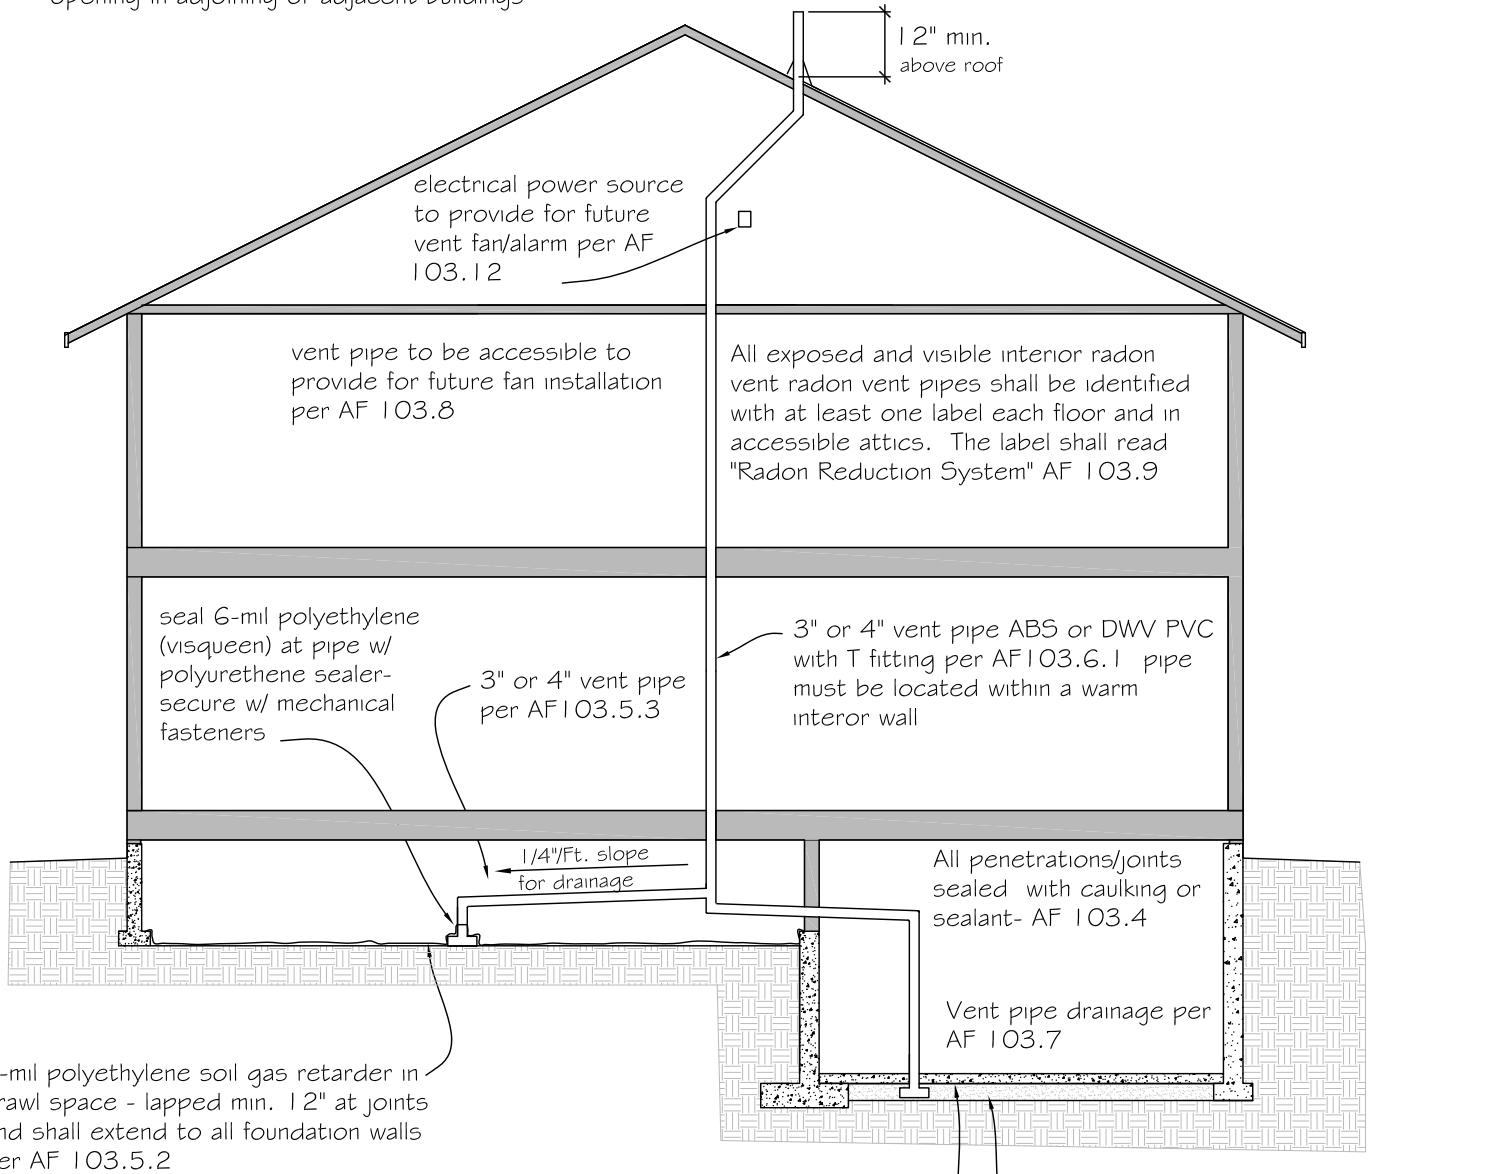 opening in adjoining or adjacent buildings
12" min.
above roof
electrical power source
to provide for future
vent fan/alarm per AF
103.12
vent pipe to be accessible to
provide for future fan installation
per AF 103.8
All exposed and visible interior radon
vent radon vent pipes shall be identified
with at least one label each floor and in
accessible attics. The label shall read
"Radon Reduction System" AF 103.9
seal 6-mil polyethylene
(visqueen) at pipe w/
polyurethene sealer-
secure w/ mechanical
fasteners
3" or 4" vent pipe
per AF103.5.3
3" or 4" vent pipe ABS or DWV PVC
with T fitting per AF103.6.1 pipe
must be located within a warm
interor wall
1/4"/Ft. slope
for drainage
All penetrations/joints
sealed with caulking or
sealant- AF 103.4
Vent pipe drainage per
AF 103.7
-mil polyethylene soil gas retarder in
rawl space - lapped min. 12" at joints
nd shall extend to all foundation walls
er AF 103.5.2